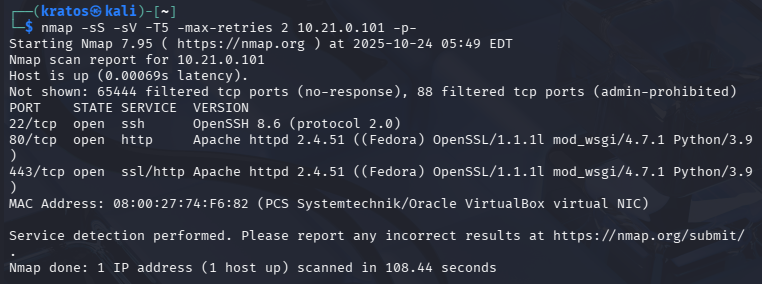 ┌──(kratos㉿kali)-[~]
└─$ nmap -sS -sV -T5 -max-retries 2 10.21.0.101 -p-
Starting Nmap 7.95 ( https://nmap.org ) at 2025-10-24 05:49 EDT
Nmap scan report for 10.21.0.101
Host is up (0.00069s latency).
Not shown: 65444 filtered tcp ports (no-response), 88 filtered tcp ports (admin-prohibited)
PORT    STATE SERVICE  VERSION
22/tcp  open  ssh      OpenSSH 8.6 (protocol 2.0)
80/tcp  open  http     Apache httpd 2.4.51 ((Fedora) OpenSSL/1.1.1l mod_wsgi/4.7.1 Python/3.9
)
443/tcp open  ssl/http Apache httpd 2.4.51 ((Fedora) OpenSSL/1.1.1l mod_wsgi/4.7.1 Python/3.9
)
MAC Address: 08:00:27:74:F6:82 (PCS Systemtechnik/Oracle VirtualBox virtual NIC)

Service detection performed. Please report any incorrect results at https://nmap.org/submit/
.
Nmap done: 1 IP address (1 host up) scanned in 108.44 seconds